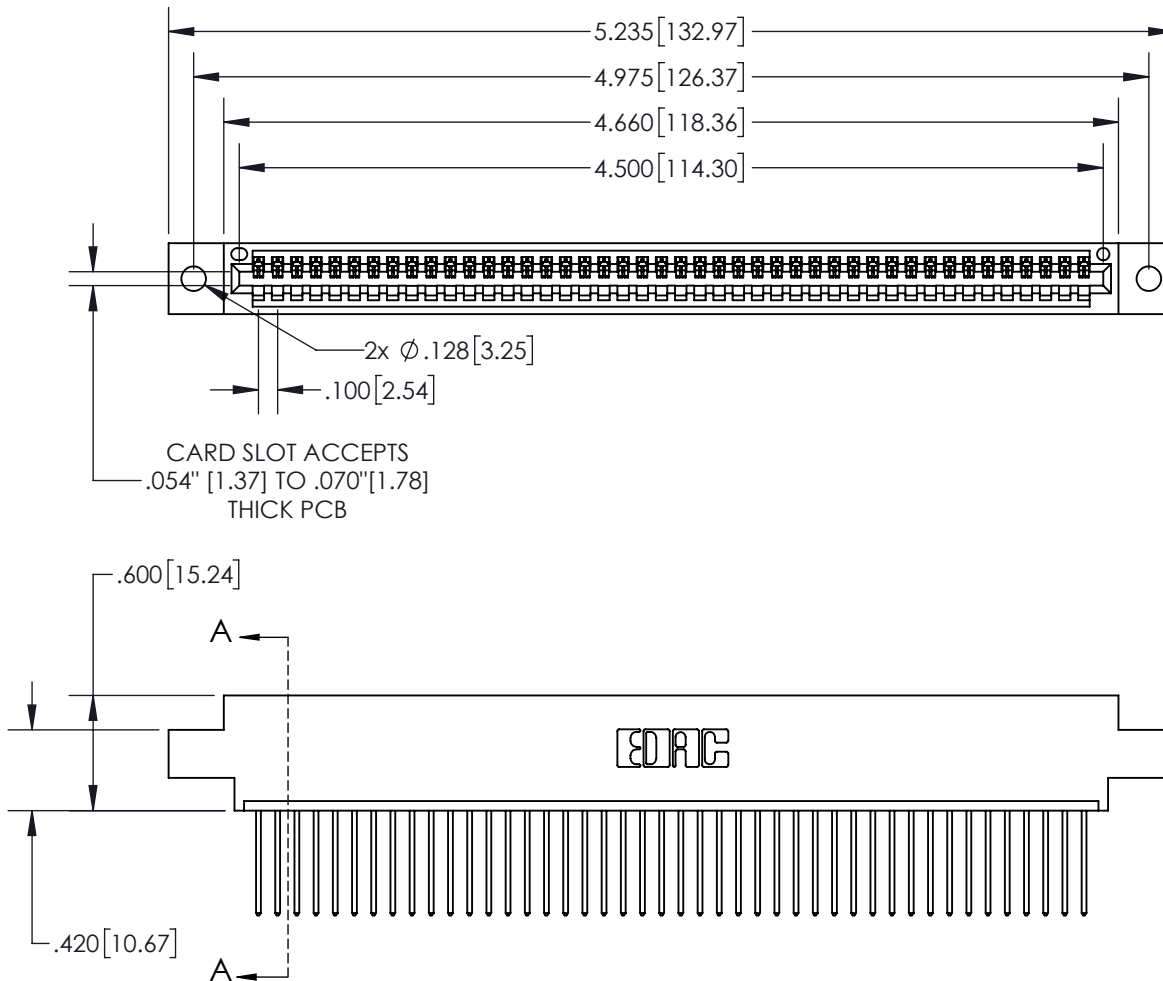 5.235[132.97]
4.975[126.37]
4.660[118.36]
4.500[114.30]
2x ⌀.128[3.25]
.100[2.54]
CARD SLOT ACCEPTS
.054" [1.37] TO .070"[1.78]
THICK PCB
.600[15.24]
A
EDAC
.420[10.67]
A